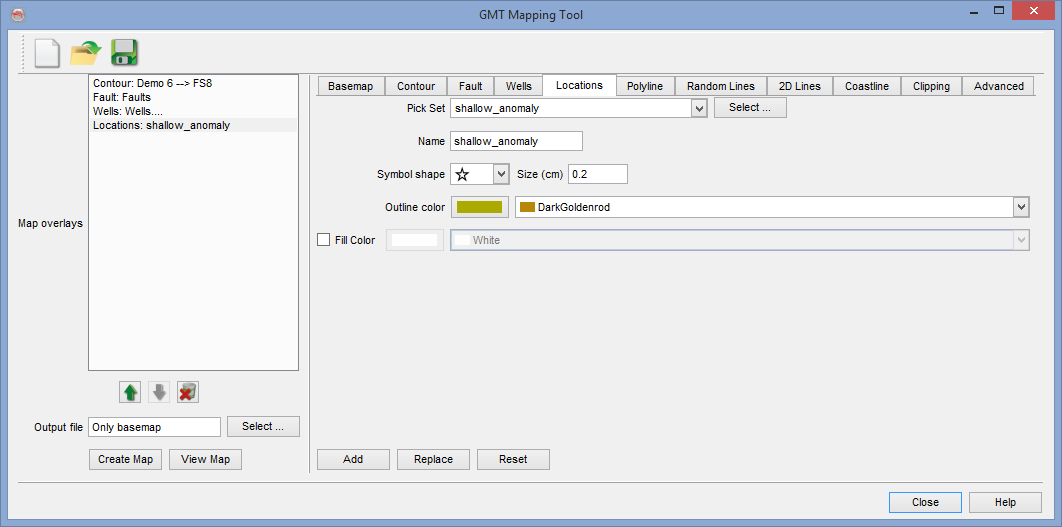 GMT Mapping Tool
Contour: Demo 6 --> FS8
Fault: Faults
Wells: Wells....
Locations: shallow_anomaly
Map overlays
Output file
Only basemap
Select ...
Create Map
View Map
Basemap
Contour
Fault
Wells
Locations
Polyline
Random Lines
2D Lines
Coastline
Clipping
Advanced
Pick Set
shallow_anomaly
Select ...
Name
shallow_anomaly
Symbol shape
Size (cm)
0.2
Outline color
DarkGoldenrod
Fill Color
White
Add
Replace
Reset
Close
Help